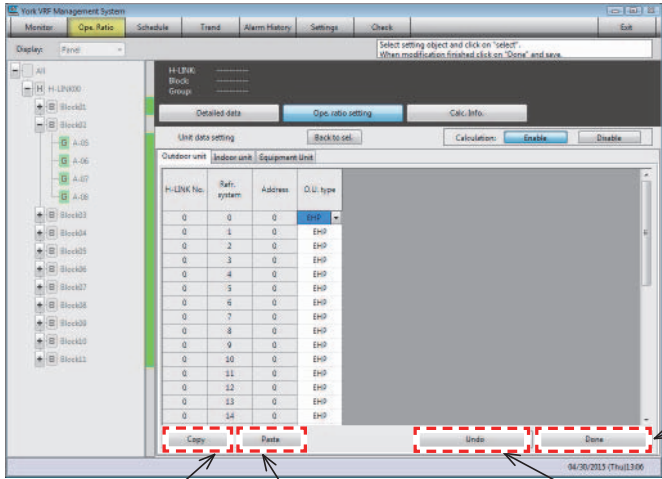 York VRF Management System
Monitor Ope. Ratio Schedule Trend Alarm History Settings Check Exit
Display: Panel
Select setting object and click on "select".
When modification finished click on "Done" and save.
All
H H-LINK00
B Block01
B Block02
G A-05
G A-06
G A-07
G A-08
B Block03
B Block04
B Block05
B Block06
B Block07
B Block08
B Block09
B Block10
B Block11
H-LINK: ----------
Block: ----------
Group: ----------
Detailed data Ope. ratio setting Calc. Info.
Unit data setting Back to sel. Calculation: Enable Disable
Outdoor unit Indoor unit Equipment Unit
H-LINK No. Refr. system Address O.U. type
0 0 0 EHP
0 1 0 EHP
0 2 0 EHP
0 3 0 EHP
0 4 0 EHP
0 5 0 EHP
0 6 0 EHP
0 7 0 EHP
0 8 0 EHP
0 9 0 EHP
0 10 0 EHP
0 11 0 EHP
0 12 0 EHP
0 13 0 EHP
0 14 0 EHP
Copy Paste Undo Done
04/30/2015 (Thu)13:06